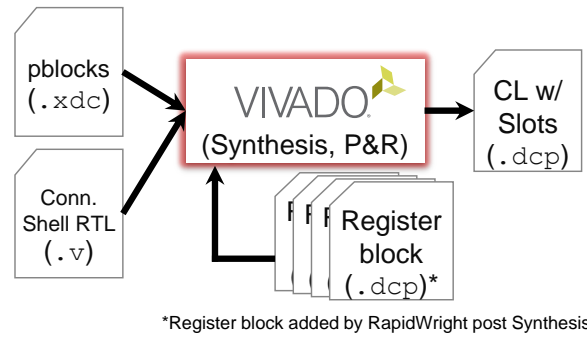 pblocks
(.xdc)
Conn.
Shell RTL
(.v)
VIVADO.
(Synthesis, P&R)
CL w/
Slots
(.dcp)
Register
block
(.dcp)*
*Register block added by RapidWright post Synthesis